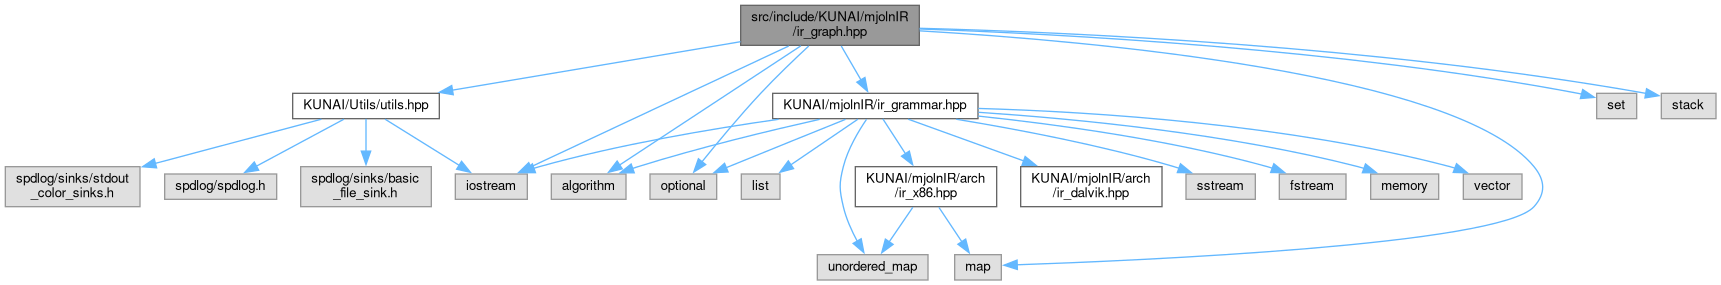 src/include/KUNAI/mjolnIR
/ir_graph.hpp
KUNAI/Utils/utils.hpp
KUNAI/mjolnIR/ir_grammar.hpp
set
stack
spdlog/sinks/stdout
_color_sinks.h
spdlog/spdlog.h
spdlog/sinks/basic
_file_sink.h
iostream
algorithm
optional
list
KUNAI/mjolnIR/arch
/ir_x86.hpp
KUNAI/mjolnIR/arch
/ir_dalvik.hpp
sstream
fstream
memory
vector
unordered_map
map